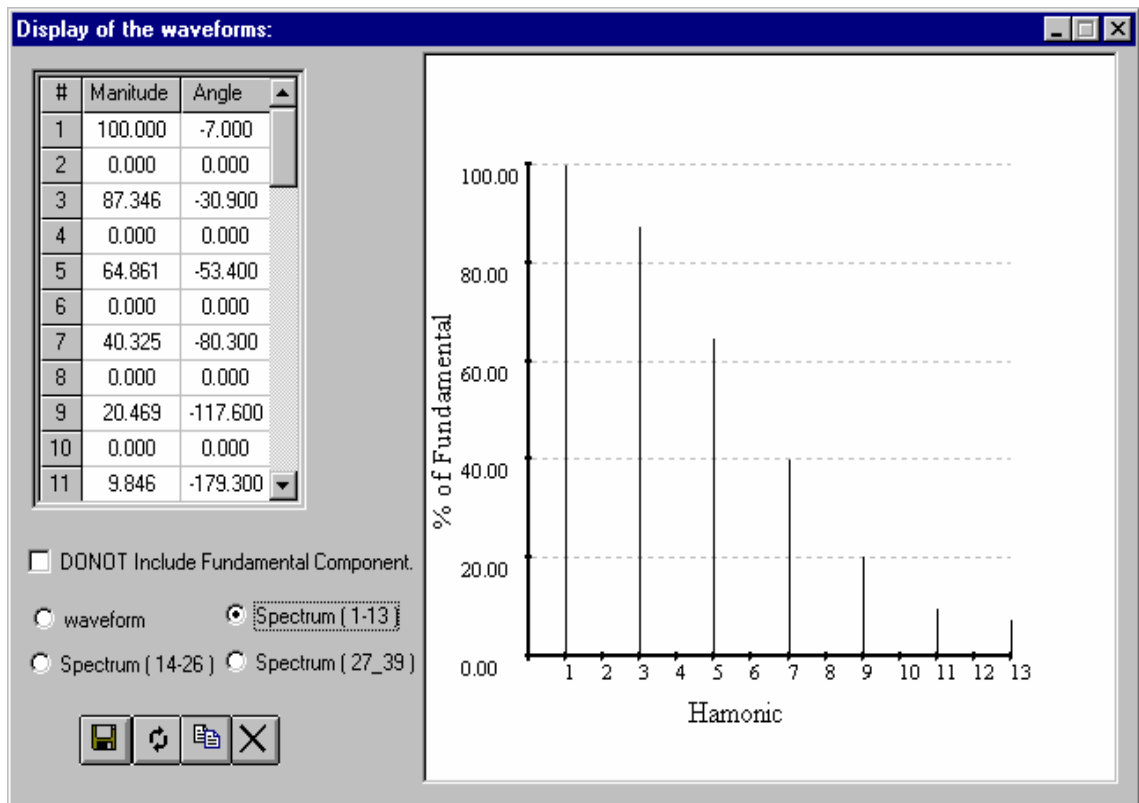 Display of the waveforms:
# Manitude Angle
1 100.000 -7.000
2 0.000 0.000
3 87.346 -30.900
4 0.000 0.000
5 64.861 -53.400
6 0.000 0.000
7 40.325 -80.300
8 0.000 0.000
9 20.469 -117.600
10 0.000 0.000
11 9.846 -179.300
DONOT Include Fundamental Component.
waveform
Spectrum ( 1-13 )
Spectrum ( 14-26 )
Spectrum ( 27_39 )
% of Fundamental
100.00
80.00
60.00
40.00
20.00
0.00
1 2 3 4 5 6 7 8 9 10 11 12 13
Hamonic